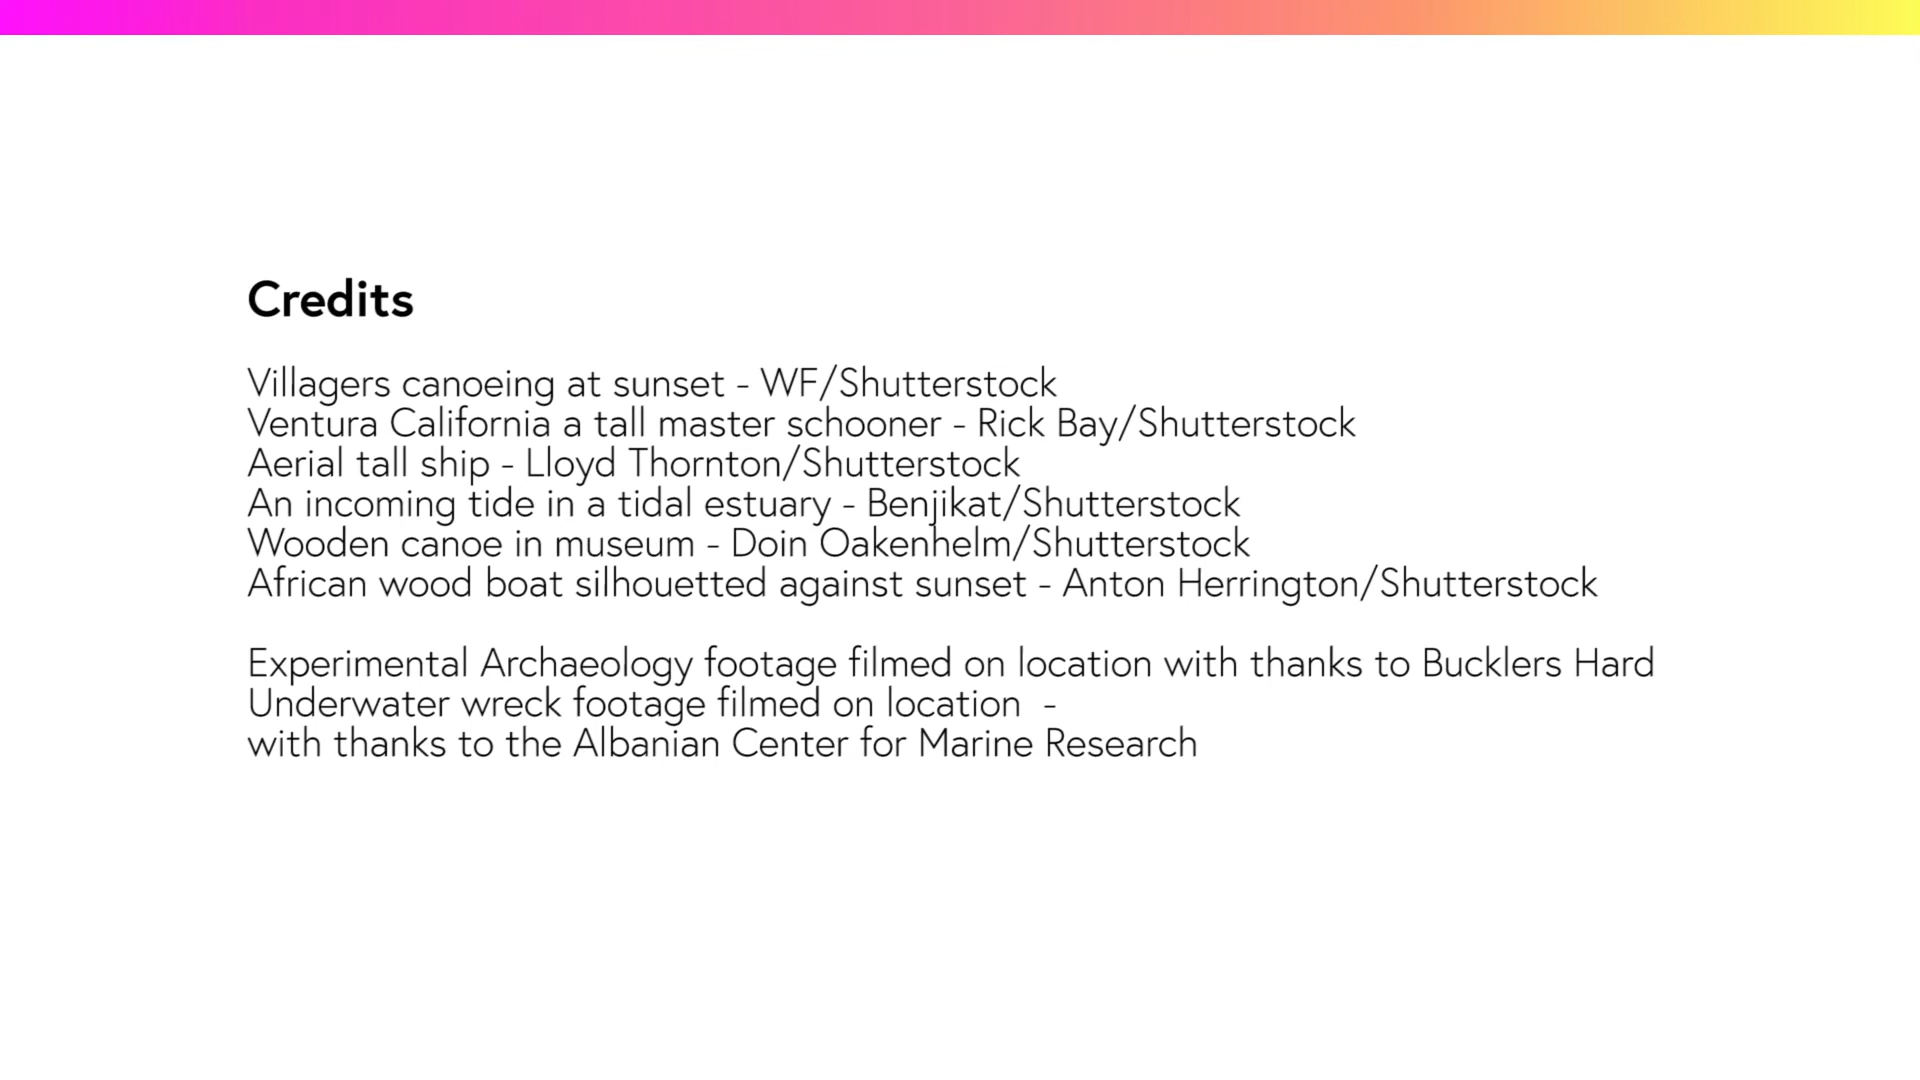 Credits
Villagers canoeing at sunset - WF/Shutterstock
Ventura California a tall master schooner - Rick Bay/Shutterstock
Aerial tall ship - Lloyd Thornton/Shutterstock
An incoming tide in a tidal estuary - Benjikat/Shutterstock
Wooden canoe in museum - Doin Oakenhelm/Shutterstock
African wood boat silhouetted against sunset - Anton Herrington/Shutterstock
Experimental Archaeology footage filmed on location with thanks to Bucklers Hard
Underwater wreck footage filmed on location  -
with thanks to the Albanian Center for Marine Research